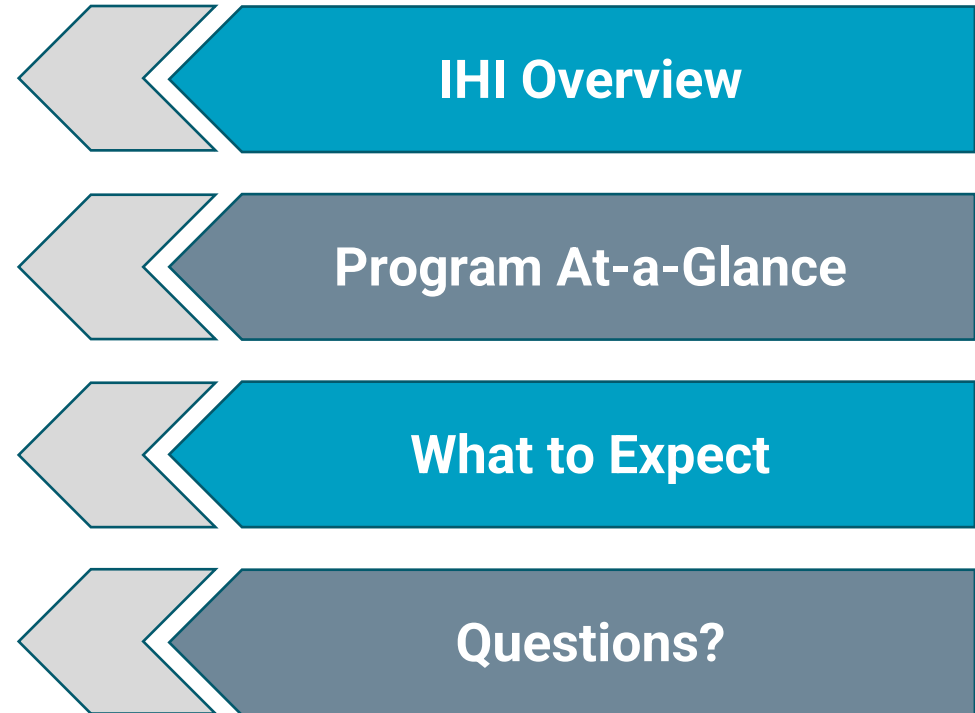 IHI Overview
Program At-a-Glance
What to Expect
Questions?